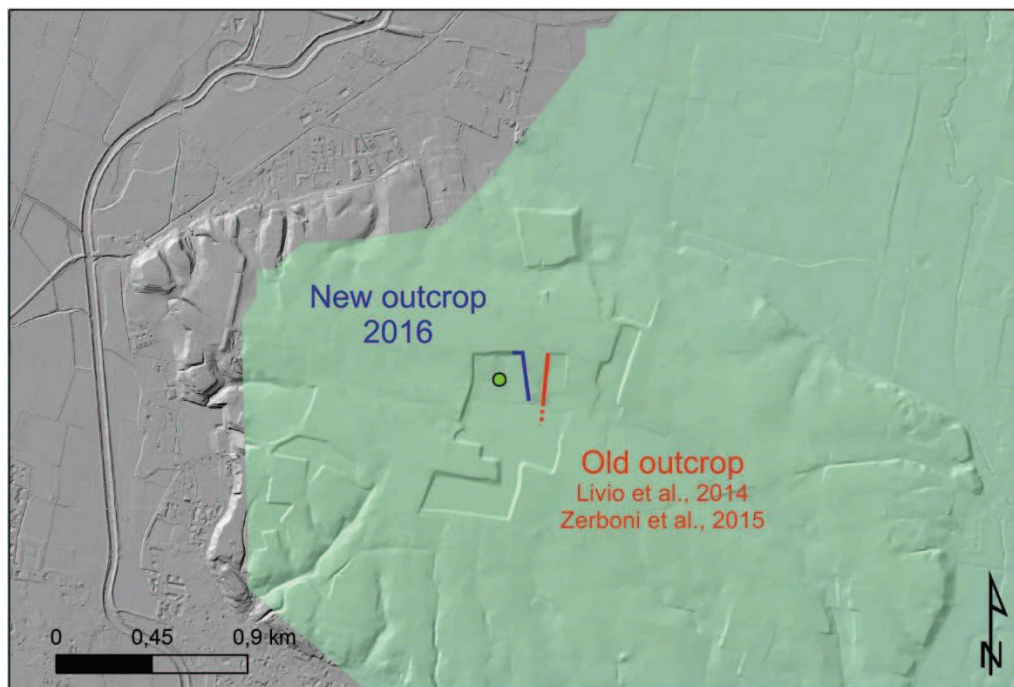 New outcrop
2016
Old outcrop
Livio et al., 2014
Zerboni et al., 2015
0 0,45 0,9 km
N